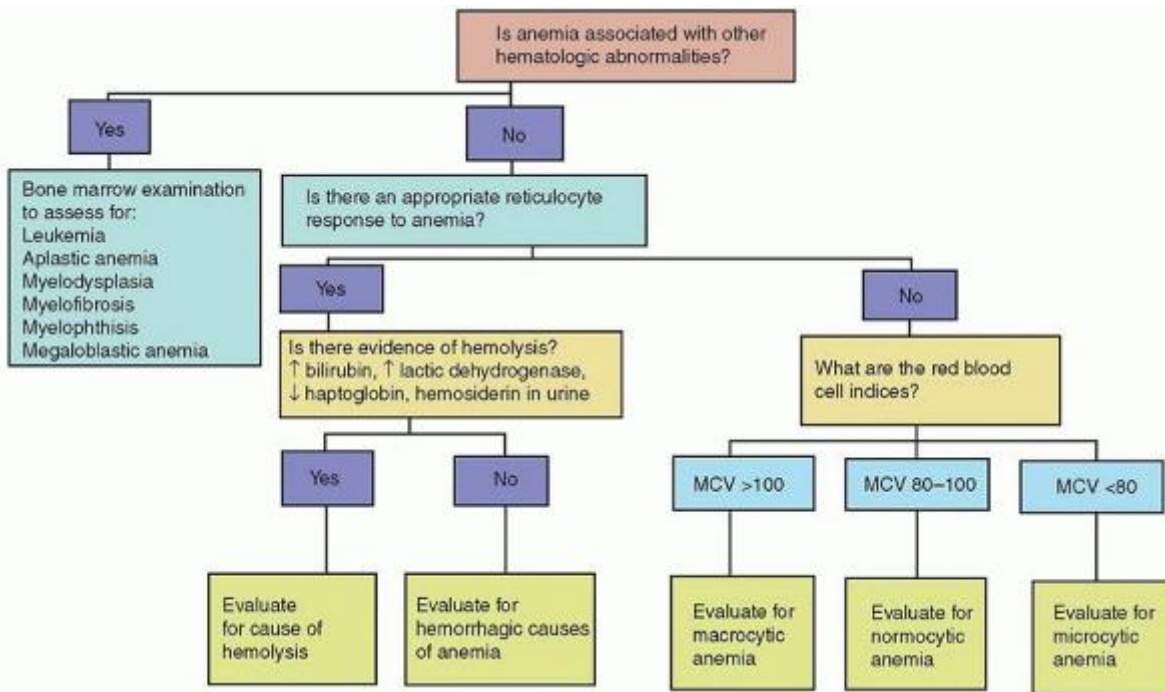 Is anemia associated with other
hematologic abnormalities?
Yes
No
Bone marrow examination
to assess for:
Leukemia
Aplastic anemia
Myelodysplasia
Myelofibrosis
Myelophthisis
Megaloblastic anemia
Is there an appropriate reticulocyte
response to anemia?
Yes
No
Is there evidence of hemolysis?
↑ bilirubin, ↑ lactic dehydrogenase,
↓ haptoglobin, hemosiderin in urine
What are the red blood
cell indices?
Yes
No
MCV >100
MCV 80–100
MCV <80
Evaluate
for cause of
hemolysis
Evaluate for
hemorrhagic causes
of anemia
Evaluate for
macrocytic
anemia
Evaluate for
normocytic
anemia
Evaluate for
microcytic
anemia